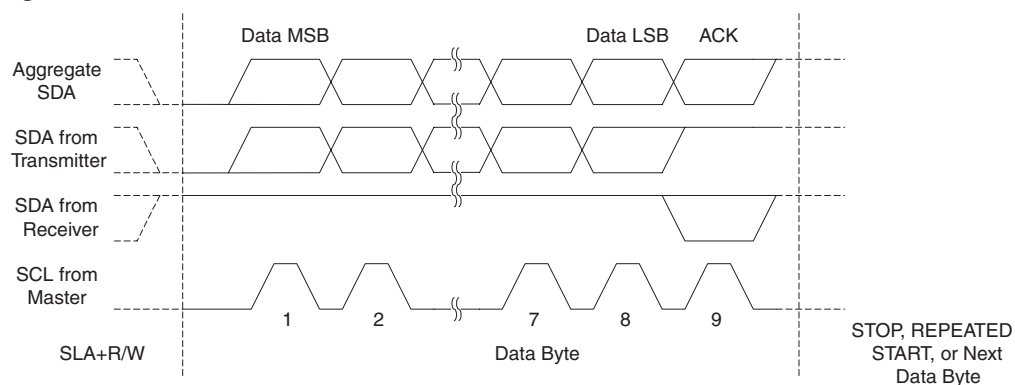 Data MSB
Data LSB
ACK
Aggregate
SDA
SDA from
Transmitter
SDA from
Receiver
SCL from
Master
1
2
7
8
9
SLA+R/W
Data Byte
STOP, REPEATED
START, or Next
Data Byte